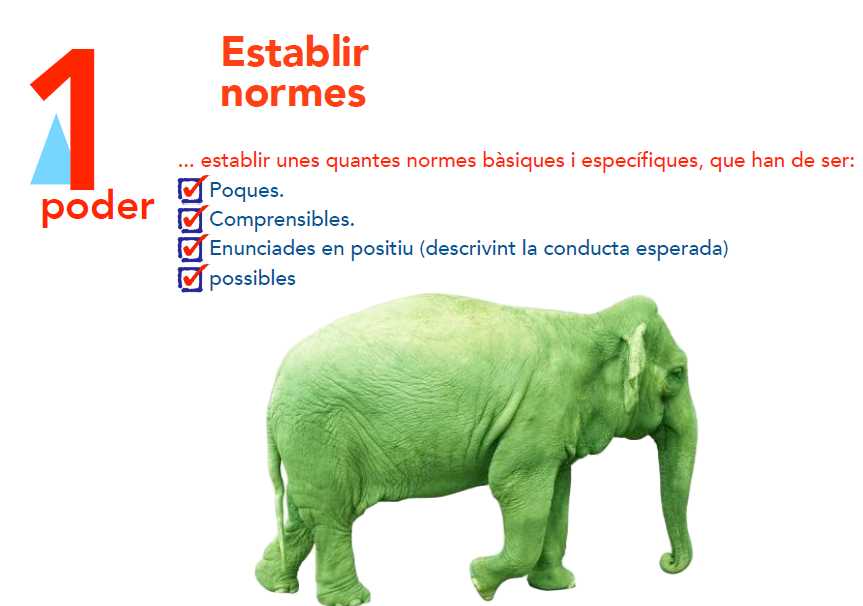 1
poder
Establir
normes
... establir unes quantes normes bàsiques i específiques, que han de ser:
Poques.
Comprensibles.
Enunciades en positiu (descrivint la conducta esperada)
possibles